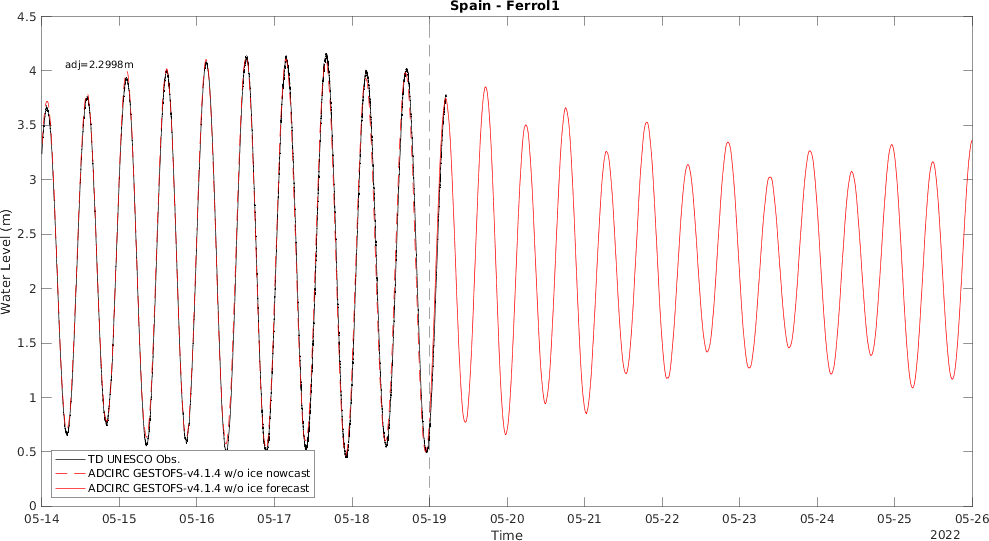 Spain - Ferrol1
adj=2.2998m
Water Level (m)
4.5
4
3.5
3
2.5
2
1.5
1
0.5
0
TD UNESCO Obs.
ADCIRC GESTOFS-v4.1.4 w/o ice nowcast
ADCIRC GESTOFS-v4.1.4 w/o ice forecast
05-14 05-15 05-16 05-17 05-18 05-19 05-20 05-21 05-22 05-23 05-24 05-25 05-26
Time
2022